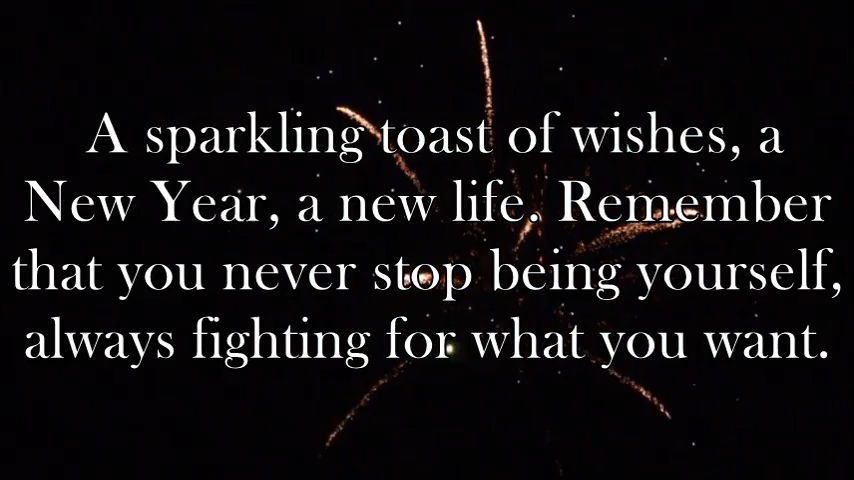 A sparkling toast of wishes, a
New Year, a new life. Remember
that you never stop being yourself,
always fighting for what you want.